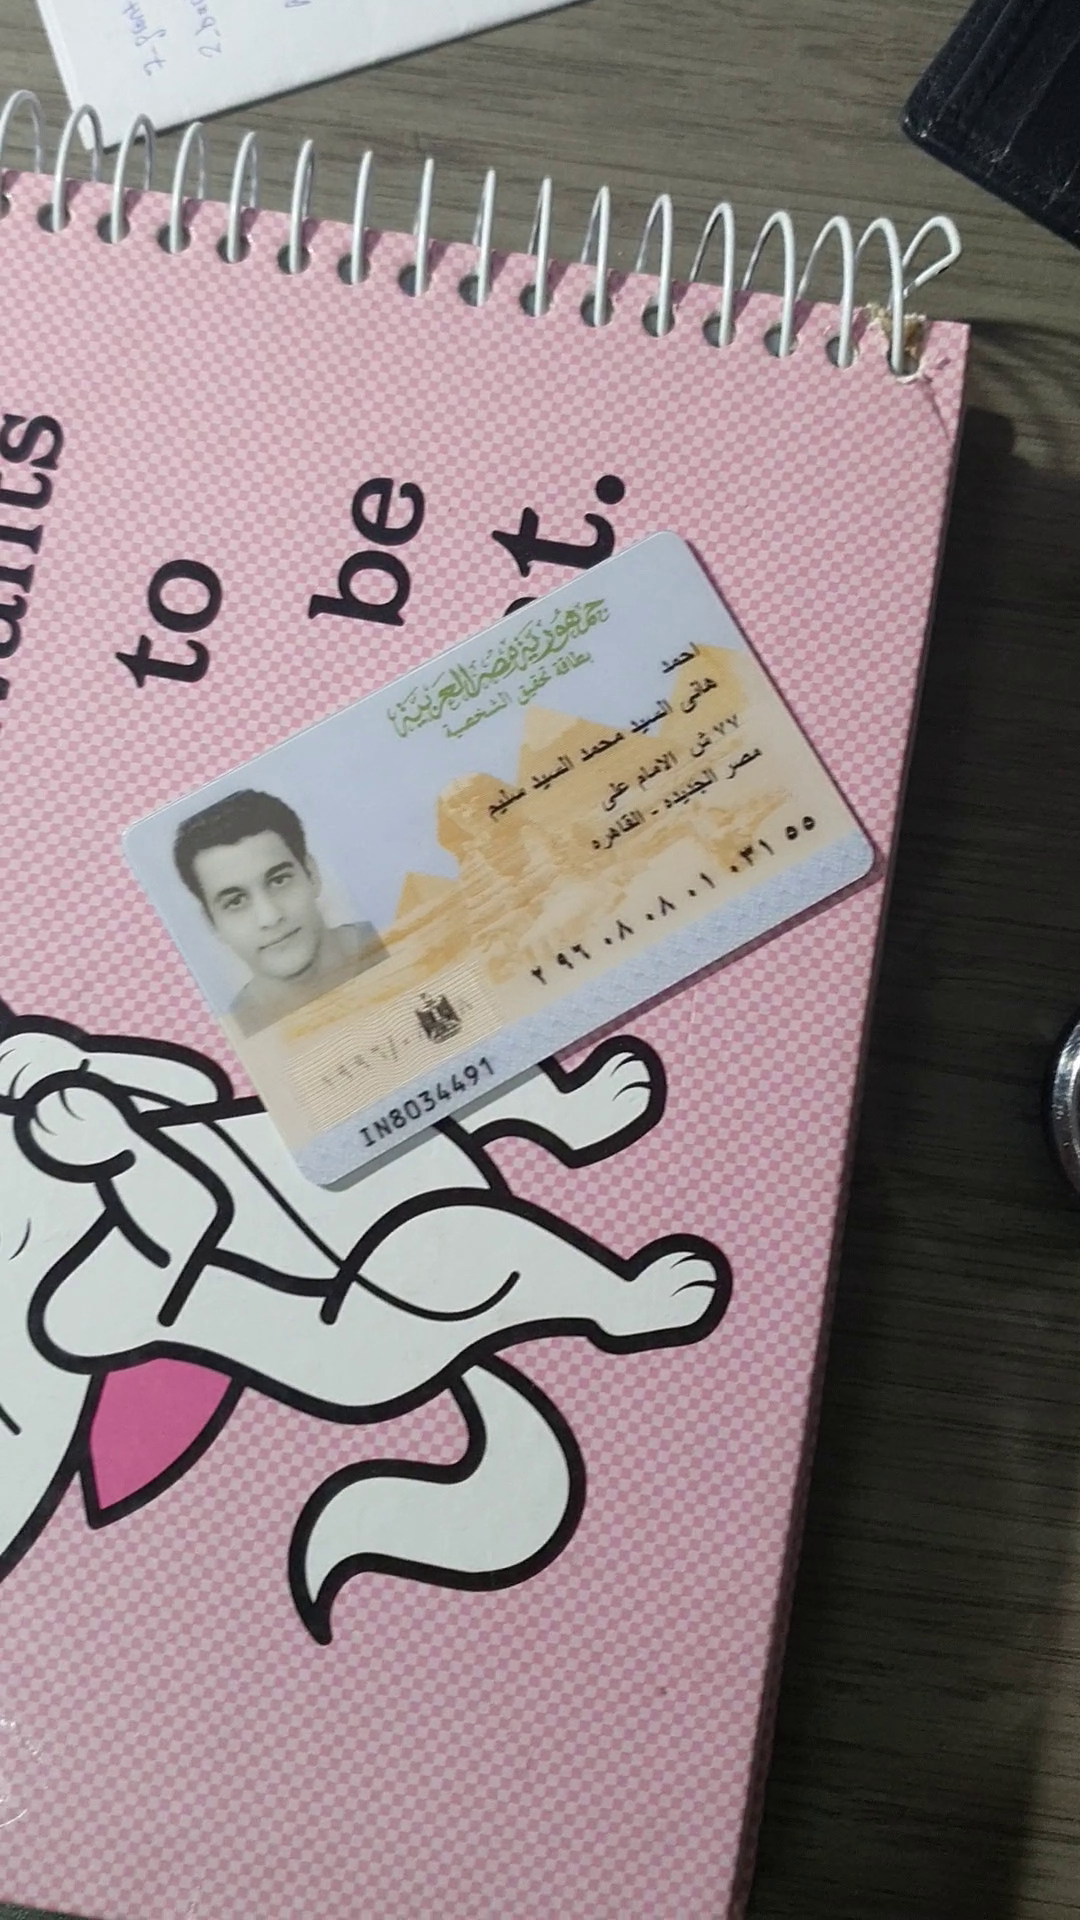 ants
to
be
t.
جمهورية مصر العربية
بطاقة تحقيق الشخصية
احمد
هانى السيد محمد السيد سليم
٧٧ ش الامام على
مصر الجديده - القاهره
٢٩٦٠٨٠٨٠١٠٣١٥٥
IN8034491